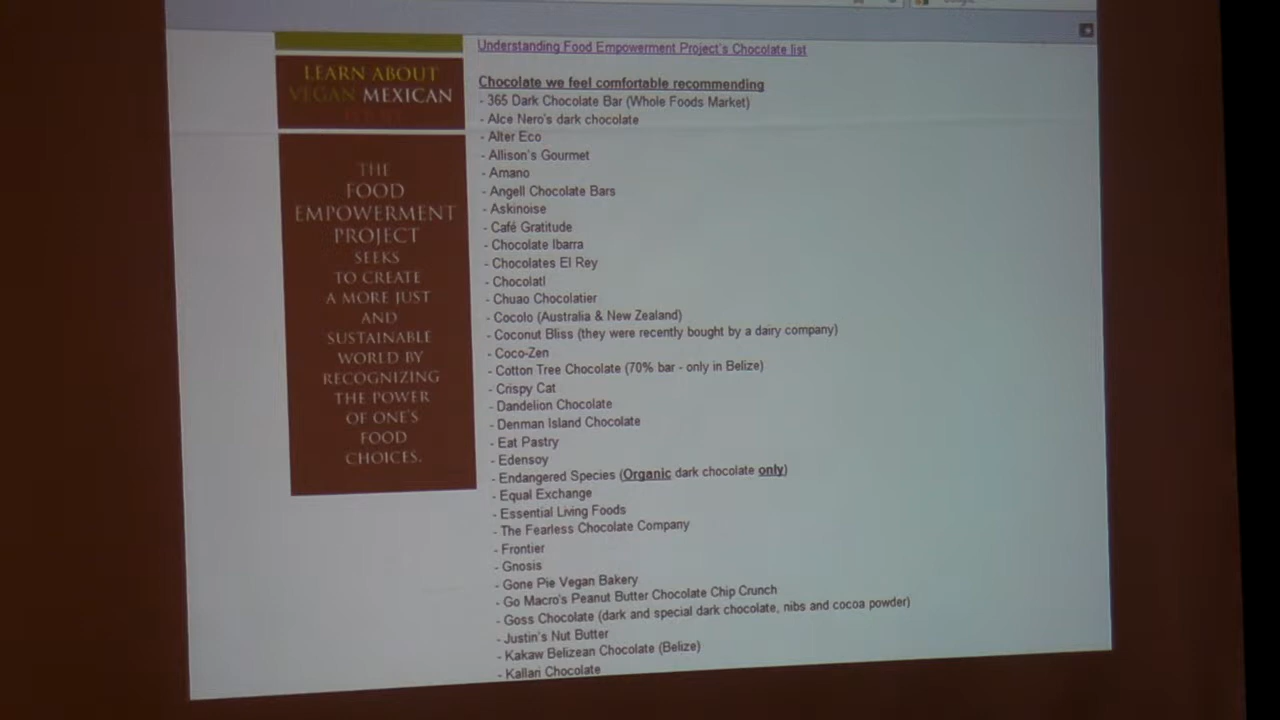 Understanding Food Empowerment Project's Chocolate list
LEARN ABOUT
VEGAN MEXICAN
THE
FOOD
EMPOWERMENT
PROJECT
SEEKS
TO CREATE
A MORE JUST
AND
SUSTAINABLE
WORLD BY
RECOGNIZING
THE POWER
OF ONE'S
FOOD
CHOICES.
Chocolate we feel comfortable recommending
- 365 Dark Chocolate Bar (Whole Foods Market)
- Alce Nero's dark chocolate
- Alter Eco
- Allison's Gourmet
- Amano
- Angell Chocolate Bars
- Askinoise
- Café Gratitude
- Chocolate Ibarra
- Chocolates El Rey
- Chocolatl
- Chuao Chocolatier
- Cocolo (Australia & New Zealand)
- Coconut Bliss (they were recently bought by a dairy company)
- Coco-Zen
- Cotton Tree Chocolate (70% bar - only in Belize)
- Crispy Cat
- Dandelion Chocolate
- Denman Island Chocolate
- Eat Pastry
- Edensoy
- Endangered Species (Organic dark chocolate only)
- Equal Exchange
- Essential Living Foods
- The Fearless Chocolate Company
- Frontier
- Gnosis
- Gone Pie Vegan Bakery
- Go Macro's Peanut Butter Chocolate Chip Crunch
- Goss Chocolate (dark and special dark chocolate, nibs and cocoa powder)
- Justin's Nut Butter
- Kakaw Belizean Chocolate (Belize)
- Kallari Chocolate